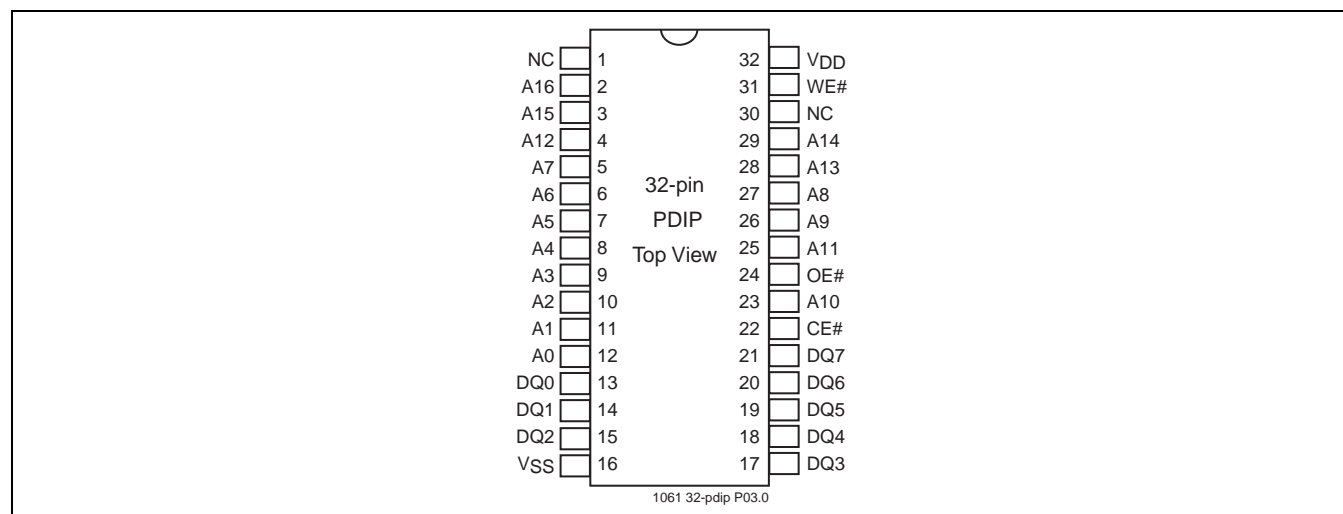 NC 1 32 VDD
A16 2 31 WE#
A15 3 30 NC
A12 4 29 A14
A7 5 28 A13
A6 6 27 A8
A5 7 26 A9
A4 8 25 A11
A3 9 24 OE#
A2 10 23 A10
A1 11 22 CE#
A0 12 21 DQ7
DQ0 13 20 DQ6
DQ1 14 19 DQ5
DQ2 15 18 DQ4
VSS 16 17 DQ3
32-pin
PDIP
Top View
1061 32-pdip P03.0